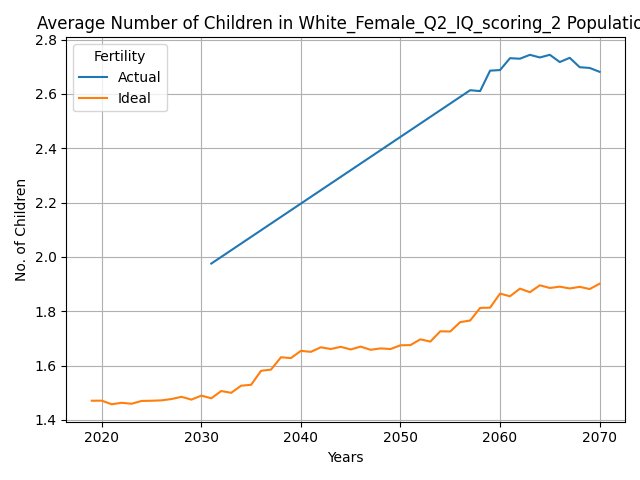 Average Number of Children in White_Female_Q2_IQ_scoring_2 Populatio
Fertility
Actual
Ideal
No. of Children
2.8
2.6
2.4
2.2
2.0
1.8
1.6
1.4
2020 2030 2040 2050 2060 2070
Years